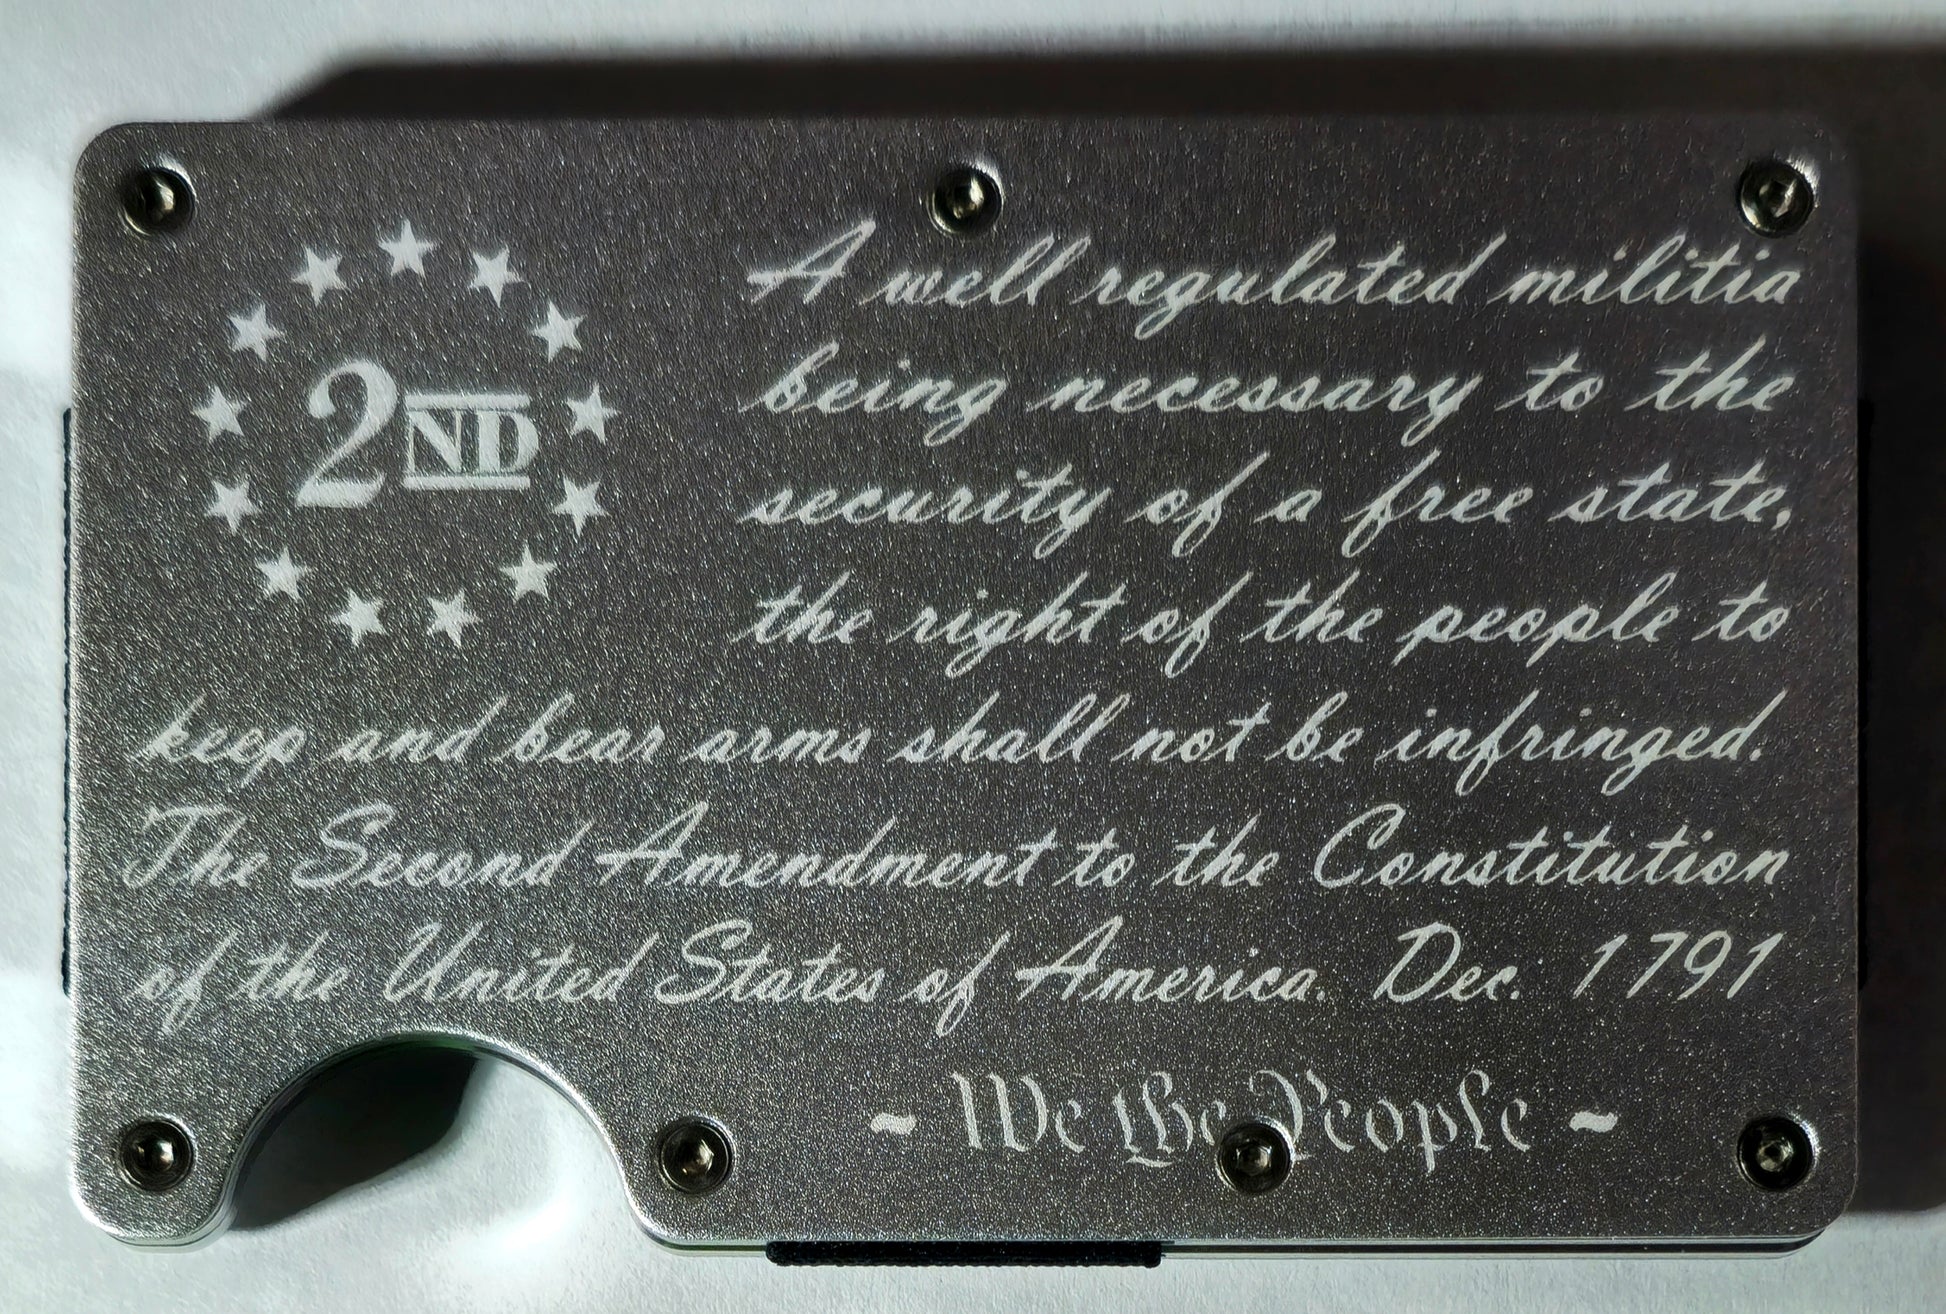 2ND
A well regulated militia
being necessary to the
security of a free state,
the right of the people to
keep and bear arms shall not be infringed.
The Second Amendment to the Constitution
of the United States of America. Dec. 1791
~ We the People ~